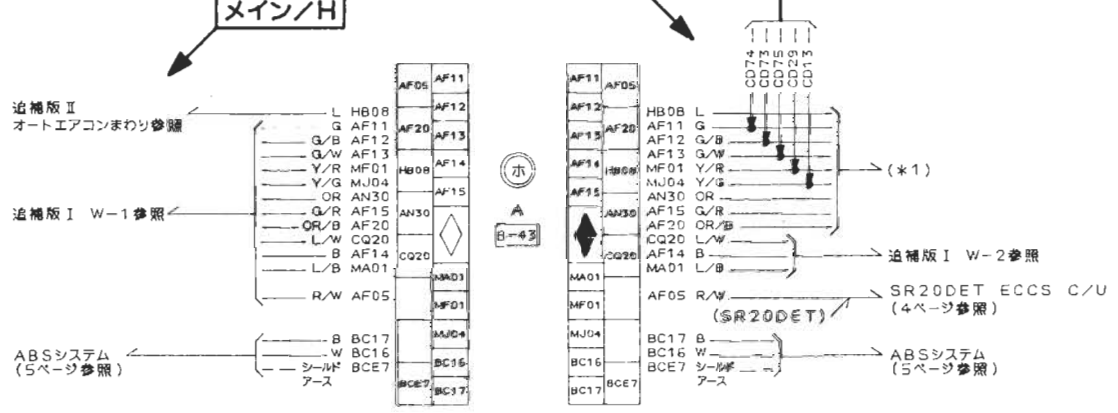 メイン/H
CD74
CD73
CD75
CD29
CD13
追補版Ⅱ
オートエアコンまわり参照
追補版Ⅰ W-1参照
ABSシステム
(5ページ参照)
L HB08
G AF11
G/B AF12
G/W AF13
Y/R MF01
Y/G MJ04
OR AN30
G/R AF15
OR/B AF20
L/W CQ20
B AF14
L/B MA01
R/W AF05
B BC17
W BC16
シールドアース BCE7
AF05
AF20
HB08
AN30
CQ20
BCE7
AF11
AF12
AF13
AF14
AF15
MA01
MF01
MJ04
BC16
BC17
ホ
A
B-43
AF11
AF12
AF13
AF14
AF15
MA01
MF01
MJ04
BC16
BC17
AF05
AF20
HB08
AN30
CQ20
BCE7
HB08 L
AF11 G
AF12 G/B
AF13 G/W
MF01 Y/R
MJ04 Y/G
AN30 OR
AF15 G/R
AF20 OR/B
CQ20 L/W
AF14 B
MA01 L/B
AF05 R/W
(SR20DET)
BC17 B
BC16 W
BCE7 シールドアース
(*1)
追補版Ⅰ W-2参照
SR20DET ECCS C/U
(4ページ参照)
ABSシステム
(5ページ参照)